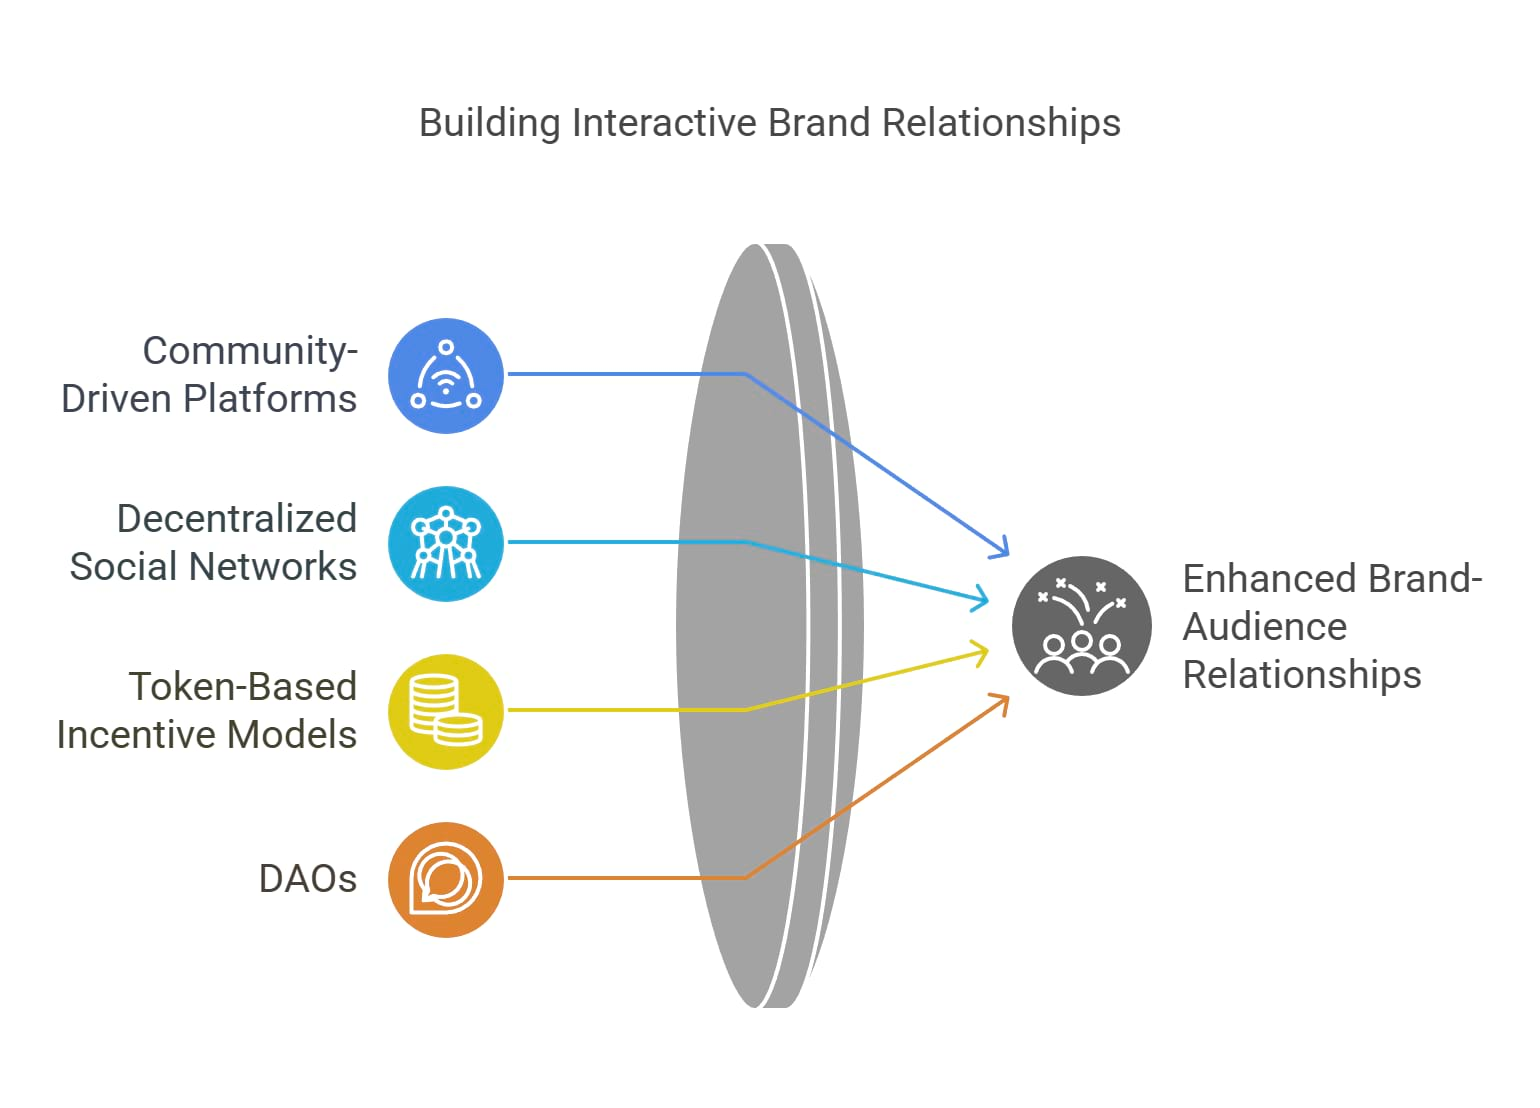 Building Interactive Brand Relationships
Community-
Driven Platforms
Decentralized
Social Networks
Token-Based
Incentive Models
DAOs
Enhanced Brand-
Audience
Relationships